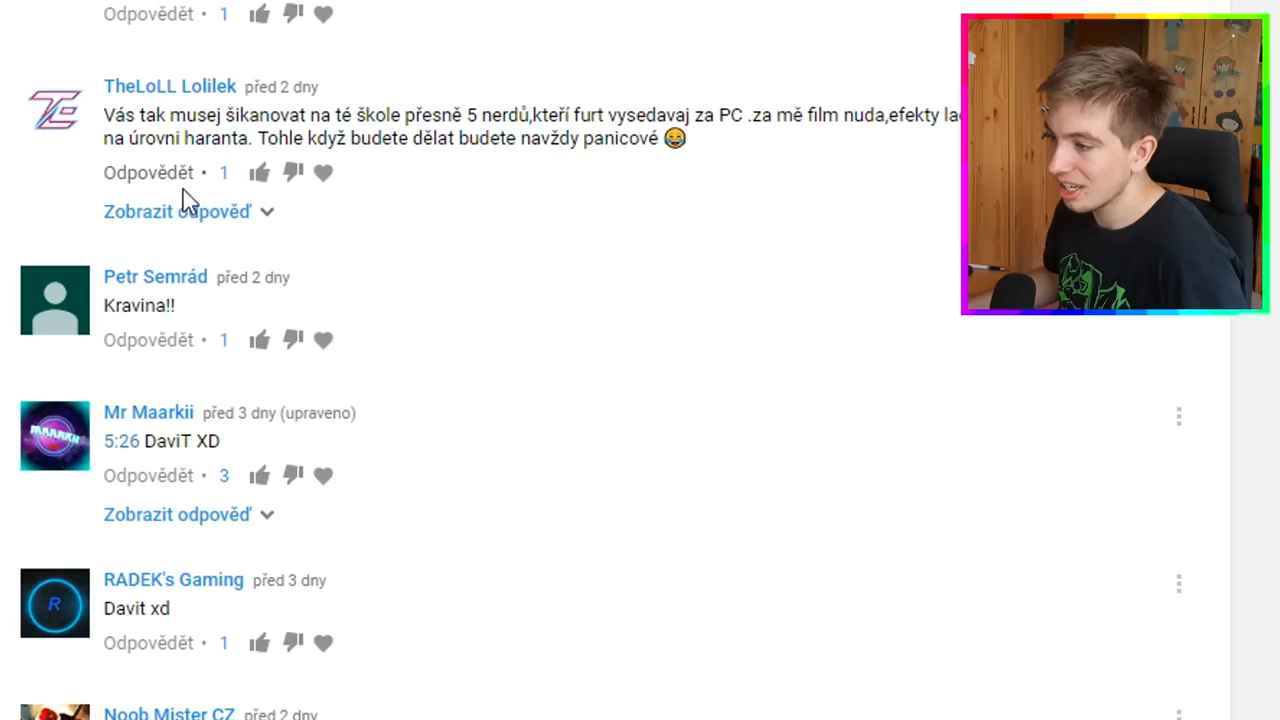 Odpovědět • 1
TheLoLL Lolilek před 2 dny
Vás tak musej šikanovat na té škole přesně 5 nerdů,kteří furt vysedavaj za PC .za mě film nuda,efekty
na úrovni haranta. Tohle když budete dělat budete navždy panicové 😂
Odpovědět • 1
Zobrazit odpověď
Petr Semrád před 2 dny
Kravina!!
Odpovědět • 1
Mr Maarkii před 3 dny (upraveno)
5:26 DaviT XD
Odpovědět • 3
Zobrazit odpověď
RADEK's Gaming před 3 dny
R
Davit xd
Odpovědět • 1
Noob Mister CZ před 2 dny